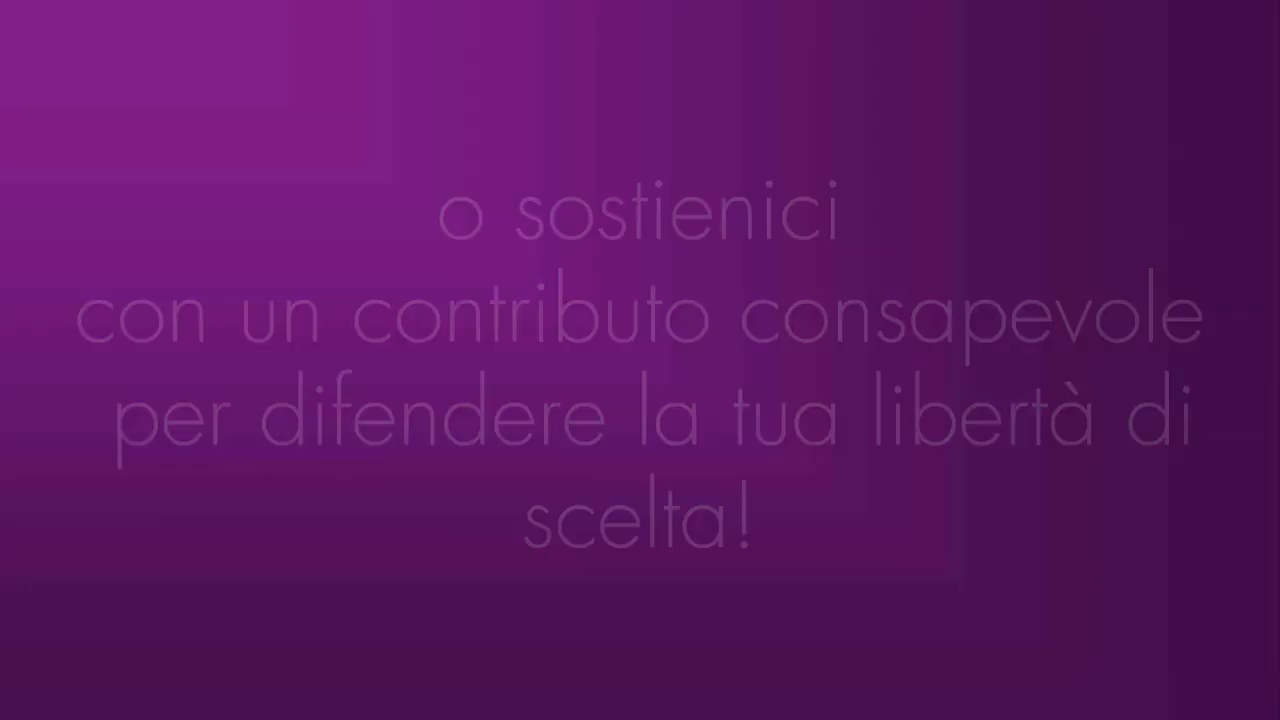 o sostienici
con un contributo consapevole
per difendere la tua libertà di
scelta!